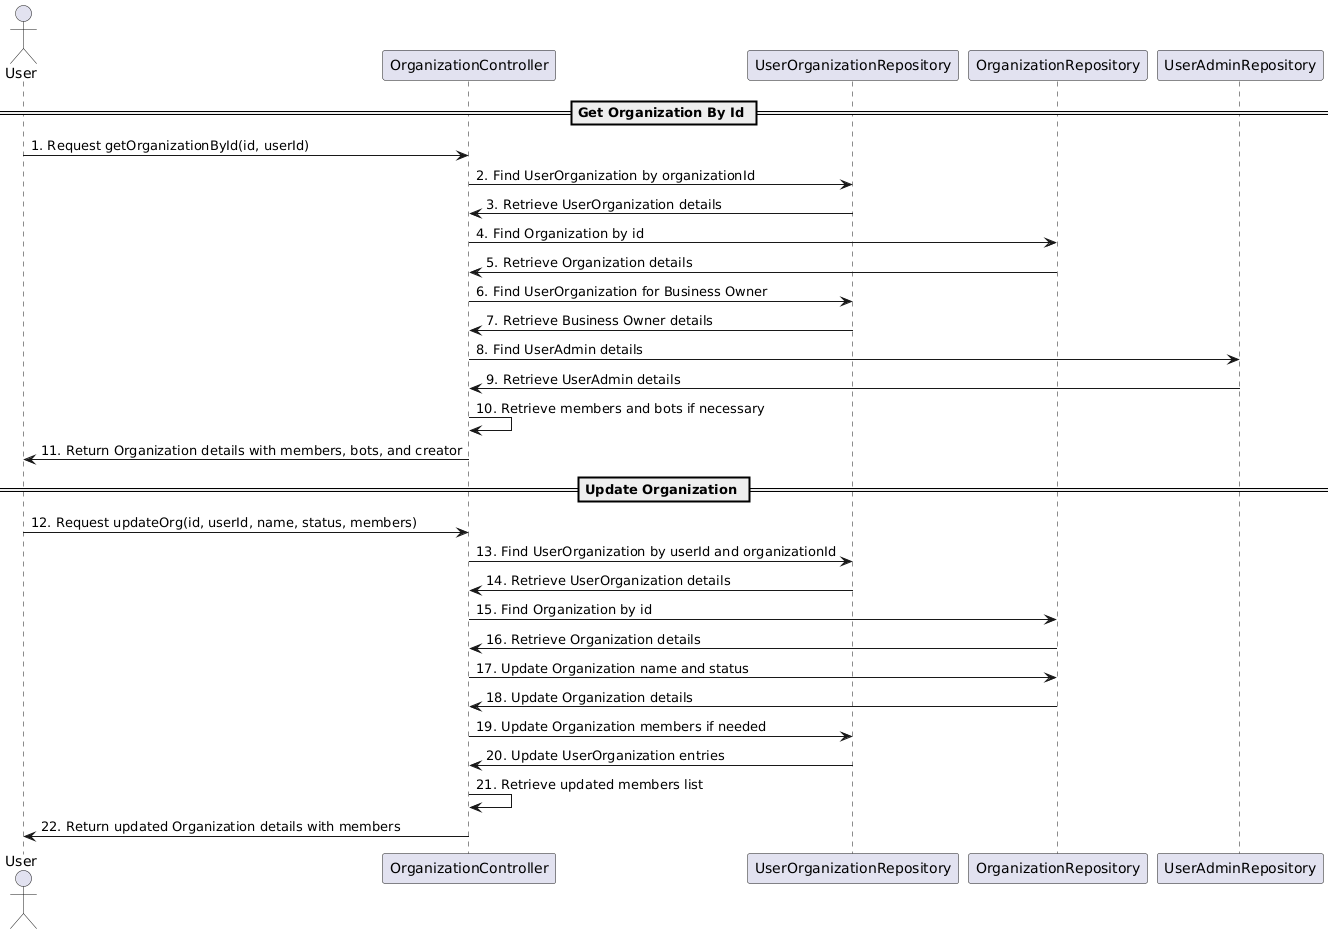 User
OrganizationController
UserOrganizationRepository
OrganizationRepository
UserAdminRepository
Get Organization By Id
1. Request getOrganizationById(id, userId)
2. Find UserOrganization by organizationId
3. Retrieve UserOrganization details
4. Find Organization by id
5. Retrieve Organization details
6. Find UserOrganization for Business Owner
7. Retrieve Business Owner details
8. Find UserAdmin details
9. Retrieve UserAdmin details
10. Retrieve members and bots if necessary
11. Return Organization details with members, bots, and creator
Update Organization
12. Request updateOrg(id, userId, name, status, members)
13. Find UserOrganization by userId and organizationId
14. Retrieve UserOrganization details
15. Find Organization by id
16. Retrieve Organization details
17. Update Organization name and status
18. Update Organization details
19. Update Organization members if needed
20. Update UserOrganization entries
21. Retrieve updated members list
22. Return updated Organization details with members
User
OrganizationController
UserOrganizationRepository
OrganizationRepository
UserAdminRepository